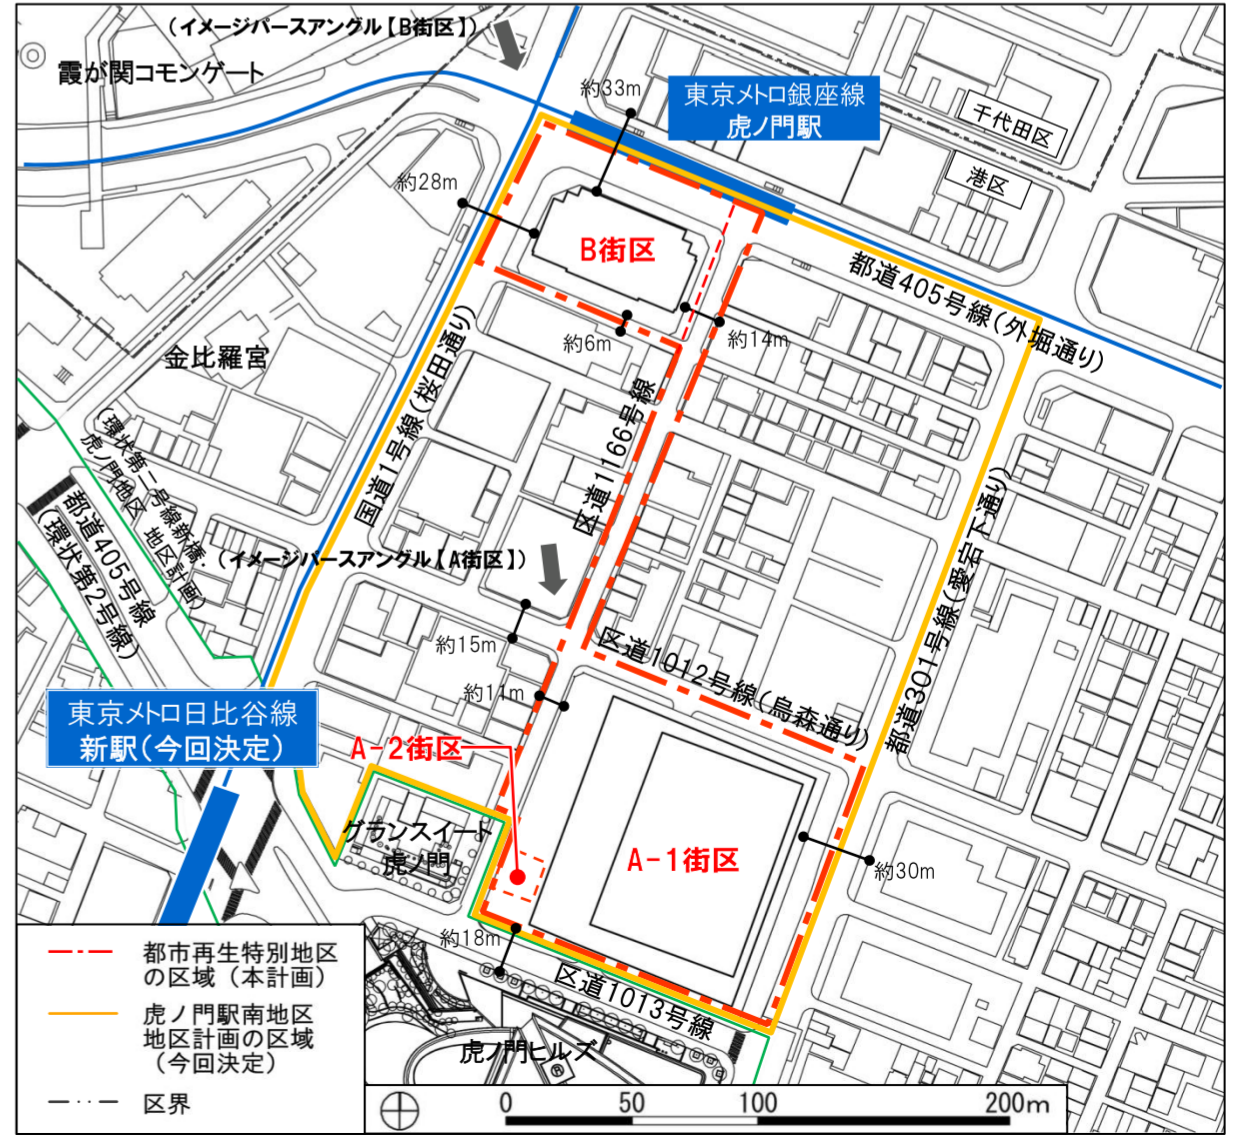 (イメージパースアングル【B街区】)
霞が関コモンゲート
約33m
東京メトロ銀座線
虎ノ門駅
千代田区
港区
約28m
B街区
都道405号線(外堀通り)
約6m
約14m
金比羅宮
国道1号線(桜田通り)
区道1166号線
(環状第二号線新橋・
虎ノ門地区 地区計画)
都道405号線
(環状第2号線)
(イメージパースアングル【A街区】)
都道301号線(愛宕下通り)
約15m
区道1012号線(烏森通り)
約11m
東京メトロ日比谷線
新駅(今回決定)
A-2街区
グランスイート
虎ノ門
A-1街区
約30m
約18m
区道1013号線
虎ノ門ヒルズ
都市再生特別地区
の区域(本計画)
虎ノ門駅南地区
地区計画の区域
(今回決定)
区界
0 50 100 200m